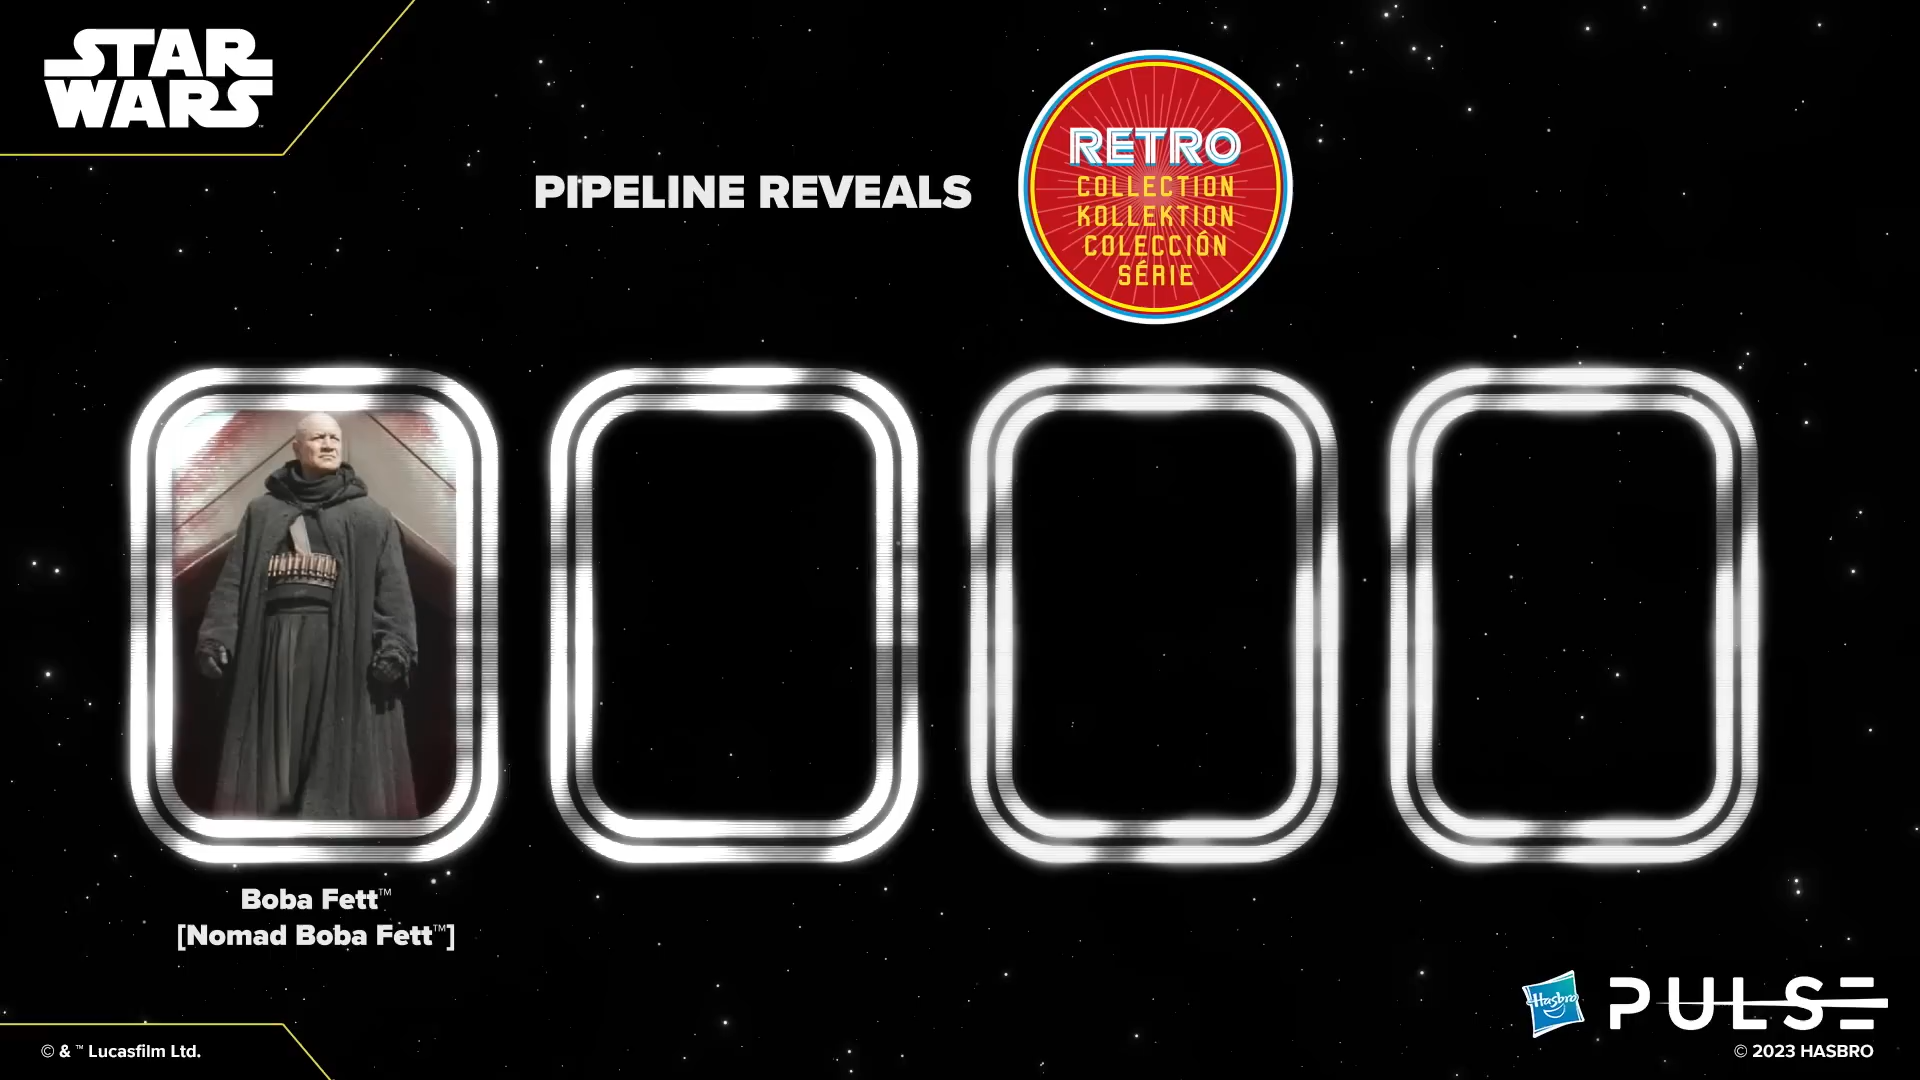 STAR
WARS
PIPELINE REVEALS
RETRO
COLLECTION
KOLLEKTION
COLECCIÓN
SÉRIE
Boba Fett™
[Nomad Boba Fett™]
Hasbro
PULSE
© & ™ Lucasfilm Ltd.
© 2023 HASBRO